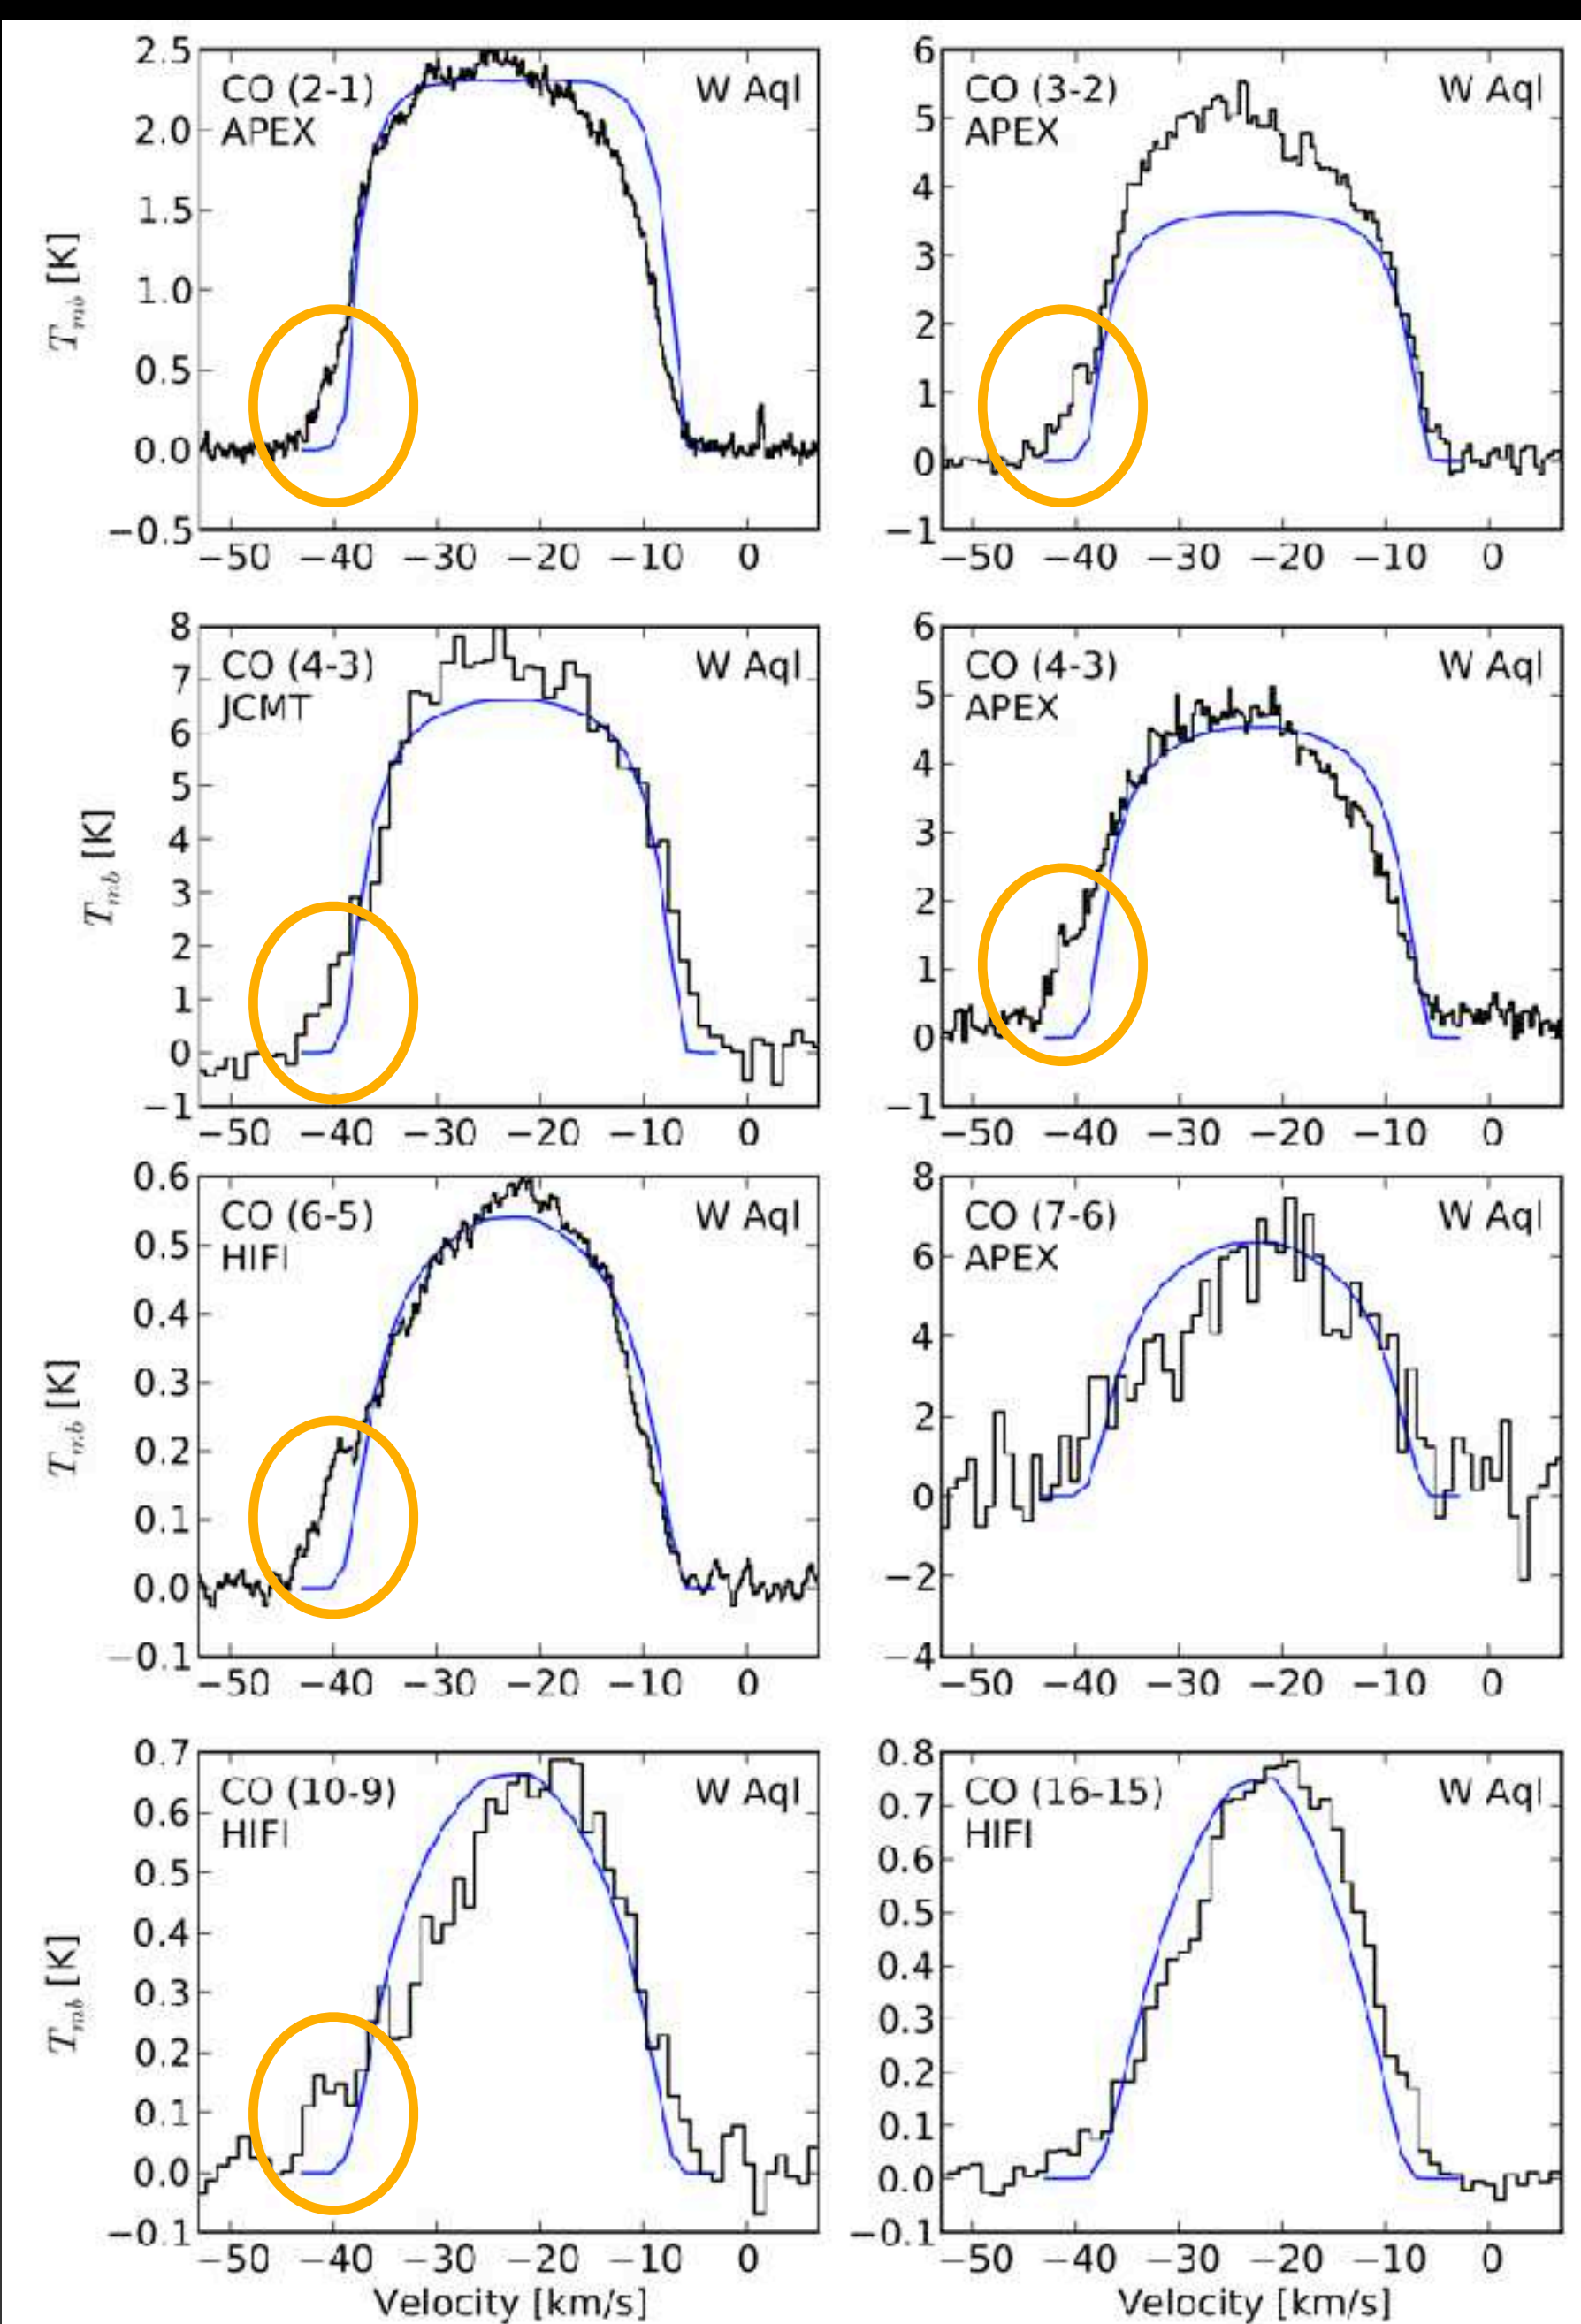 CO (2-1) W Aql
APEX
T_mb [K]
2.5
2.0
1.5
1.0
0.5
0.0
−0.5
−50 −40 −30 −20 −10 0
CO (3-2) W Aql
APEX
6
5
4
3
2
1
0
−1
−50 −40 −30 −20 −10 0
CO (4-3) W Aql
JCMT
T_mb [K]
8
7
6
5
4
3
2
1
0
−1
−50 −40 −30 −20 −10 0
CO (4-3) W Aql
APEX
6
5
4
3
2
1
0
−1
−50 −40 −30 −20 −10 0
CO (6-5) W Aql
HIFI
T_mb [K]
0.6
0.5
0.4
0.3
0.2
0.1
0.0
−0.1
−50 −40 −30 −20 −10 0
CO (7-6) W Aql
APEX
8
6
4
2
0
−2
−4
−50 −40 −30 −20 −10 0
CO (10-9) W Aql
HIFI
T_mb [K]
0.7
0.6
0.5
0.4
0.3
0.2
0.1
0.0
−0.1
−50 −40 −30 −20 −10 0
Velocity [km/s]
CO (16-15) W Aql
HIFI
0.8
0.7
0.6
0.5
0.4
0.3
0.2
0.1
0.0
−0.1
−50 −40 −30 −20 −10 0
Velocity [km/s]